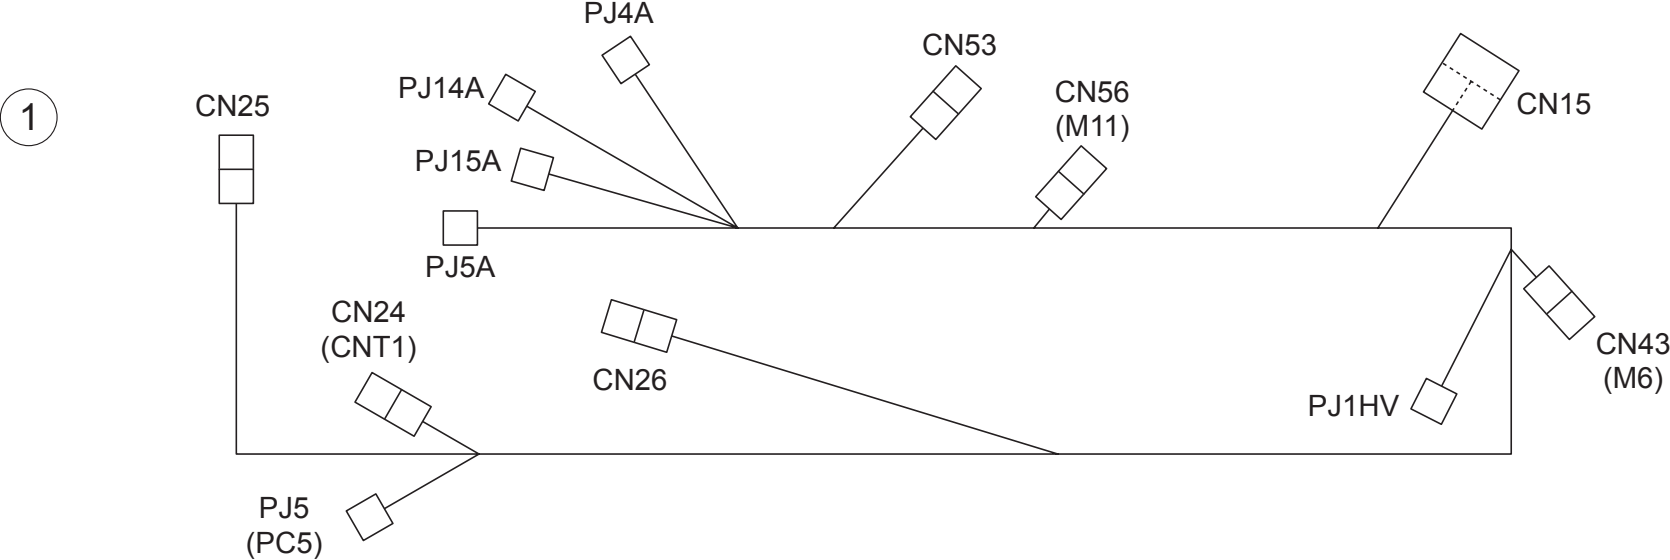 1
CN25
PJ4A
PJ14A
PJ15A
PJ5A
CN53
CN56
(M11)
CN15
CN24
(CNT1)
CN26
PJ1HV
CN43
(M6)
PJ5
(PC5)